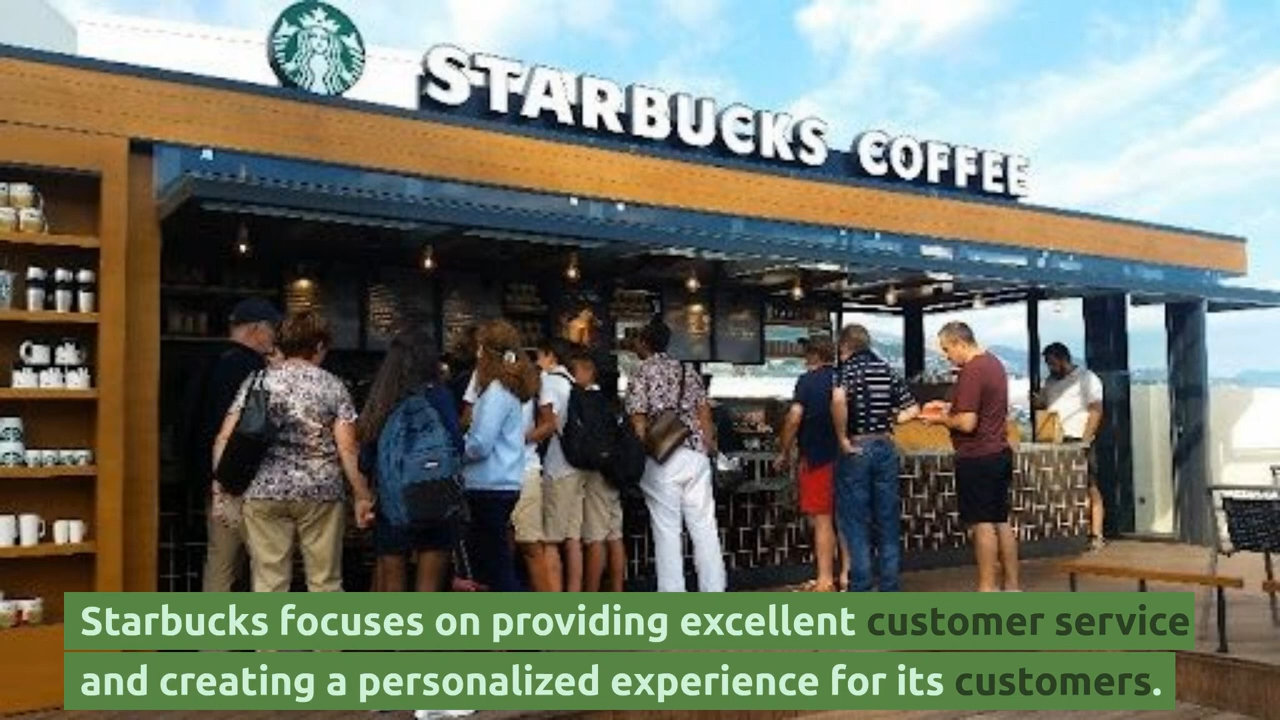 STARBUCKS COFFEE
Starbucks focuses on providing excellent customer service
and creating a personalized experience for its customers.